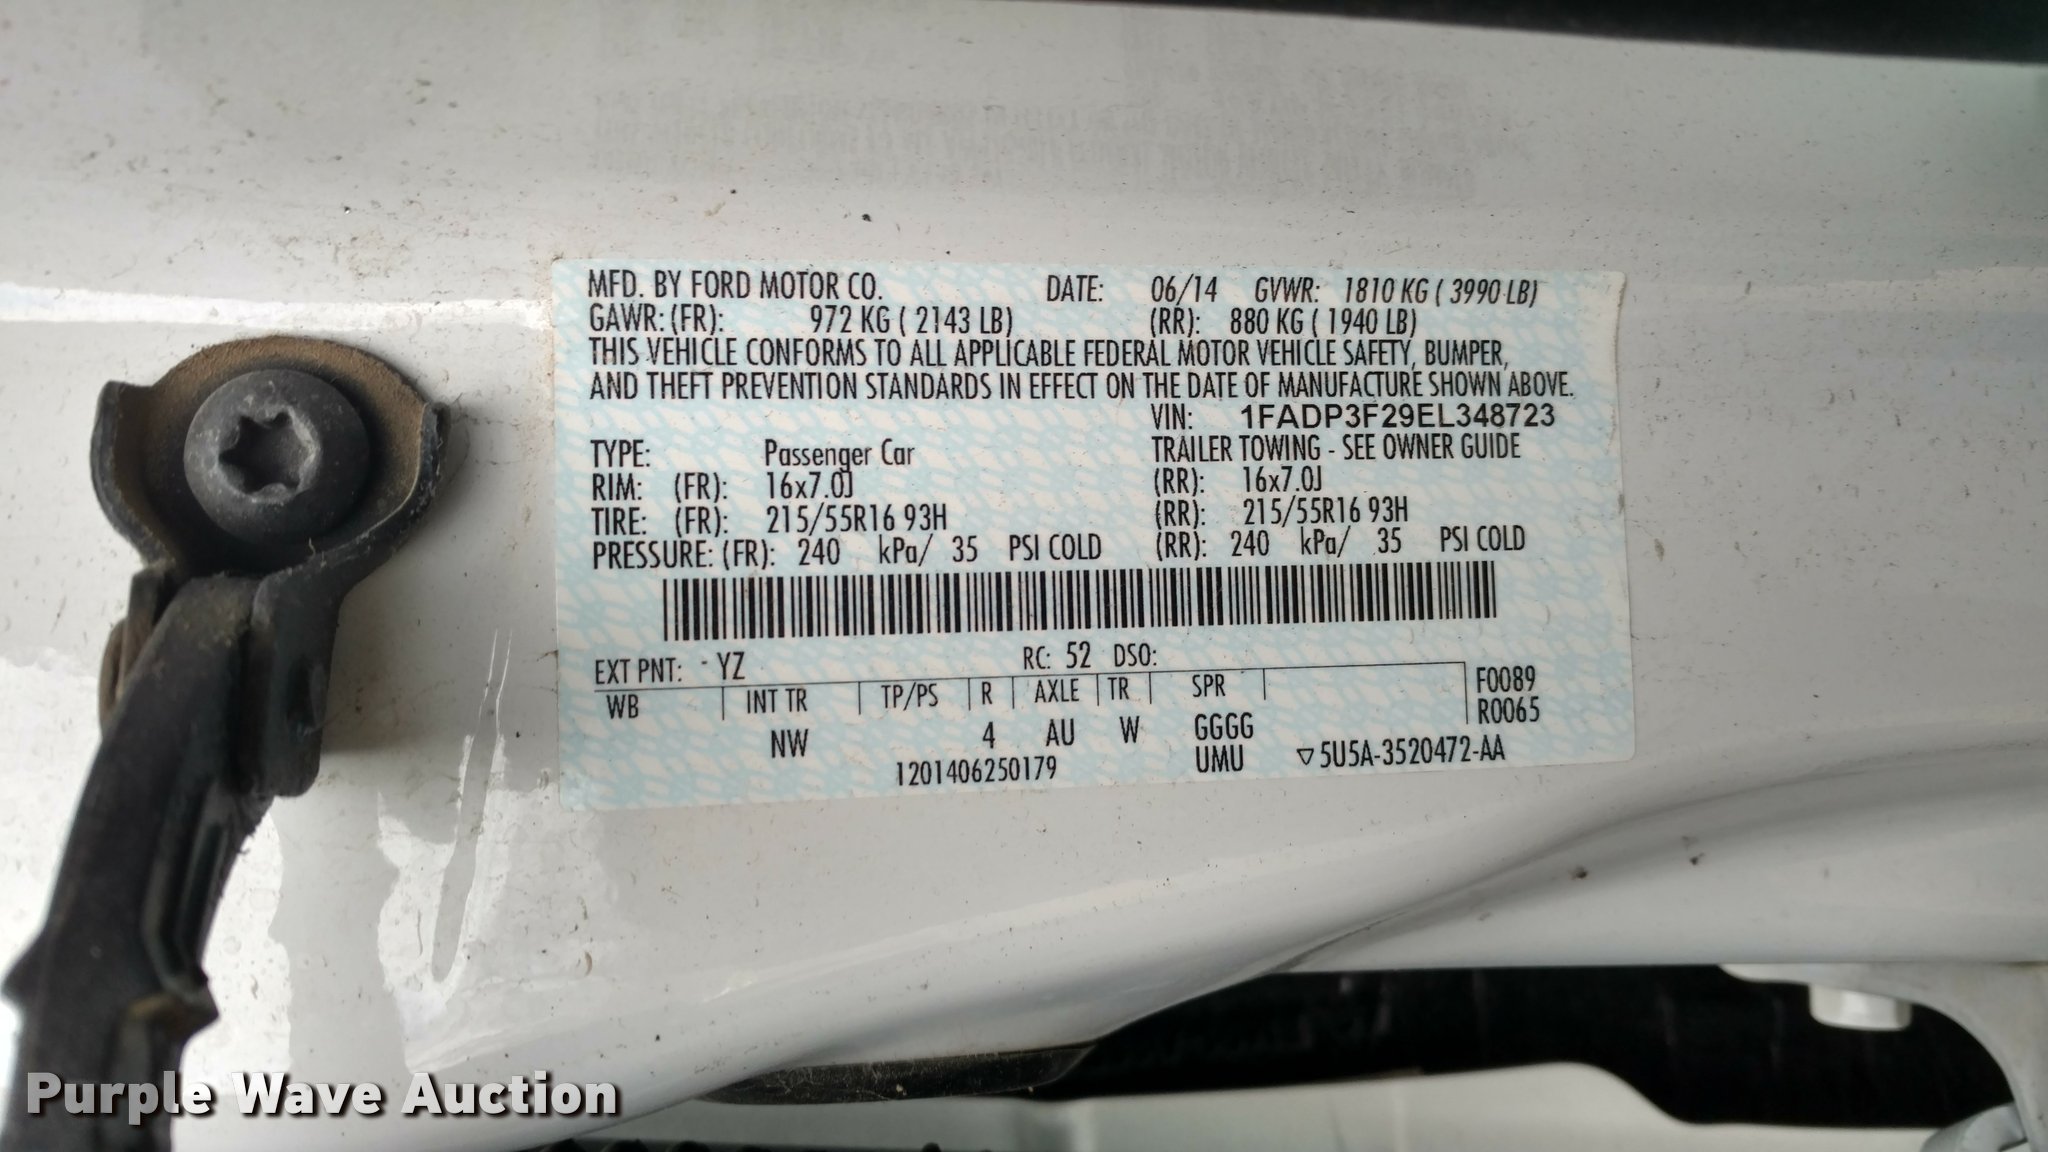 MFD. BY FORD MOTOR CO. DATE: 06/14 GVWR: 1810 KG ( 3990 LB)
GAWR: (FR): 972 KG ( 2143 LB) (RR): 880 KG ( 1940 LB)
THIS VEHICLE CONFORMS TO ALL APPLICABLE FEDERAL MOTOR VEHICLE SAFETY, BUMPER,
AND THEFT PREVENTION STANDARDS IN EFFECT ON THE DATE OF MANUFACTURE SHOWN ABOVE.
VIN: 1FADP3F29EL348723
TYPE: Passenger Car TRAILER TOWING - SEE OWNER GUIDE
RIM: (FR): 16x7.0J (RR): 16x7.0J
TIRE: (FR): 215/55R16 93H (RR): 215/55R16 93H
PRESSURE: (FR): 240 kPa/ 35 PSI COLD (RR): 240 kPa/ 35 PSI COLD
EXT PNT: - YZ RC: 52 DSO:
WB INT TR TP/PS R AXLE TR SPR F0089
R0065
NW 4 AU W GGGG
1201406250179 UMU ▽5U5A-3520472-AA
Purple Wave Auction